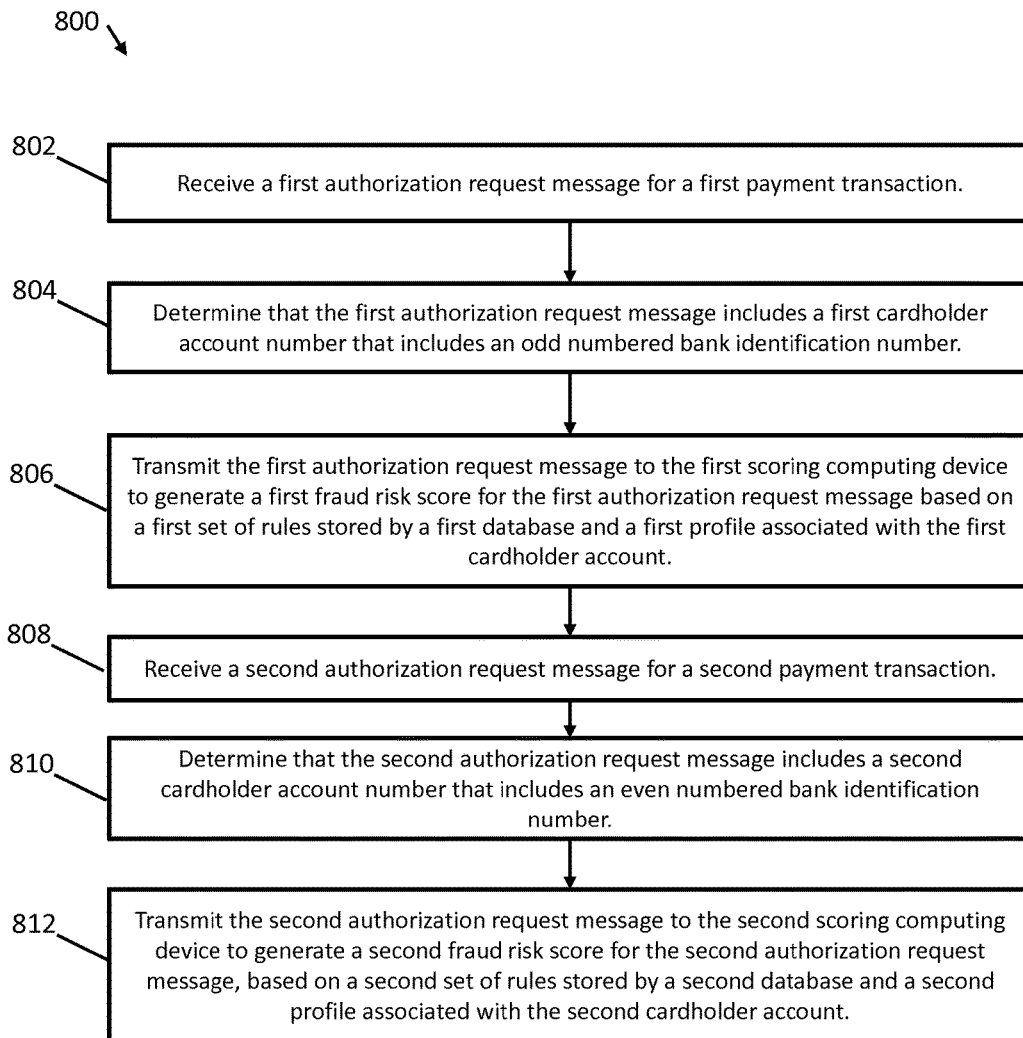 800
802
Receive a first authorization request message for a first payment transaction.
804
Determine that the first authorization request message includes a first cardholder
account number that includes an odd numbered bank identification number.
806
Transmit the first authorization request message to the first scoring computing device
to generate a first fraud risk score for the first authorization request message based on
a first set of rules stored by a first database and a first profile associated with the first
cardholder account.
808
Receive a second authorization request message for a second payment transaction.
810
Determine that the second authorization request message includes a second
cardholder account number that includes an even numbered bank identification
number.
812
Transmit the second authorization request message to the second scoring computing
device to generate a second fraud risk score for the second authorization request
message, based on a second set of rules stored by a second database and a second
profile associated with the second cardholder account.